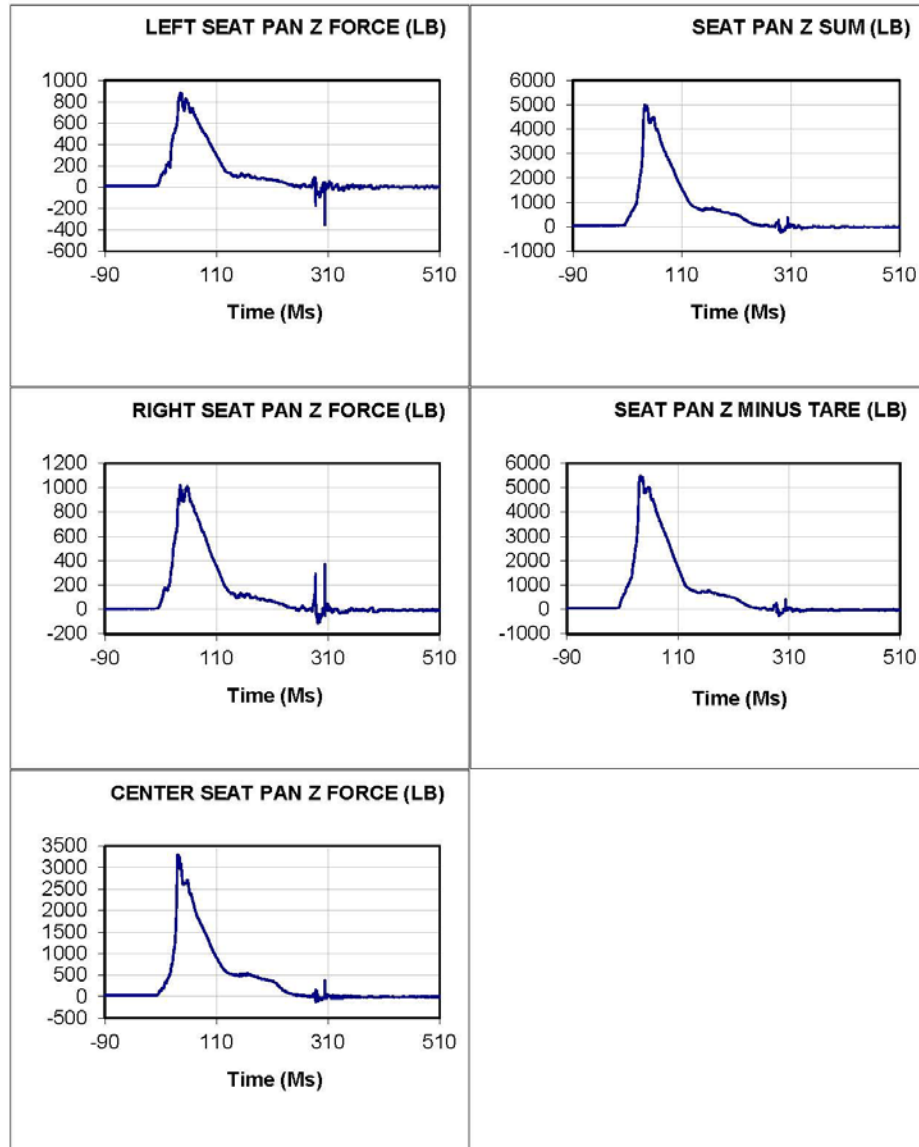 LEFT SEAT PAN Z FORCE (LB)
1000
800
600
400
200
0
-200
-400
-600
-90 110 310 510
Time (Ms)
SEAT PAN Z SUM (LB)
6000
5000
4000
3000
2000
1000
0
-1000
-90 110 310 510
Time (Ms)
RIGHT SEAT PAN Z FORCE (LB)
1200
1000
800
600
400
200
0
-200
-90 110 310 510
Time (Ms)
SEAT PAN Z MINUS TARE (LB)
6000
5000
4000
3000
2000
1000
0
-1000
-90 110 310 510
Time (Ms)
CENTER SEAT PAN Z FORCE (LB)
3500
3000
2500
2000
1500
1000
500
0
-500
-90 110 310 510
Time (Ms)